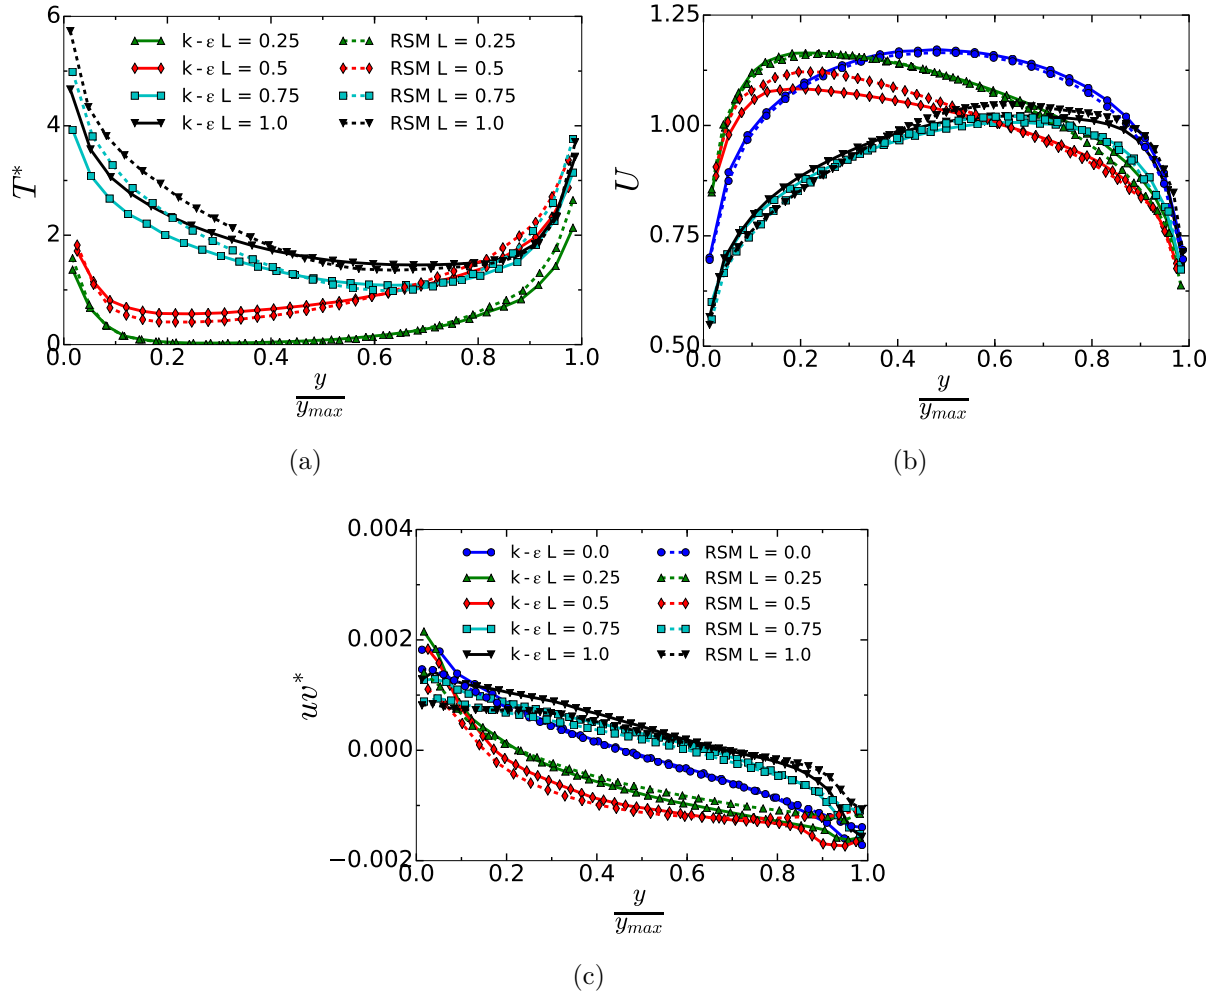 6
4
2
0
0.0 0.2 0.4 0.6 0.8 1.0
T*
y
ymax
k - ε L = 0.25
k - ε L = 0.5
k - ε L = 0.75
k - ε L = 1.0
RSM L = 0.25
RSM L = 0.5
RSM L = 0.75
RSM L = 1.0
(a)
1.25
1.00
0.75
0.50
0.0 0.2 0.4 0.6 0.8 1.0
U
y
ymax
(b)
0.004
0.002
0.000
−0.002
0.0 0.2 0.4 0.6 0.8 1.0
uv*
y
ymax
k - ε L = 0.0
k - ε L = 0.25
k - ε L = 0.5
k - ε L = 0.75
k - ε L = 1.0
RSM L = 0.0
RSM L = 0.25
RSM L = 0.5
RSM L = 0.75
RSM L = 1.0
(c)